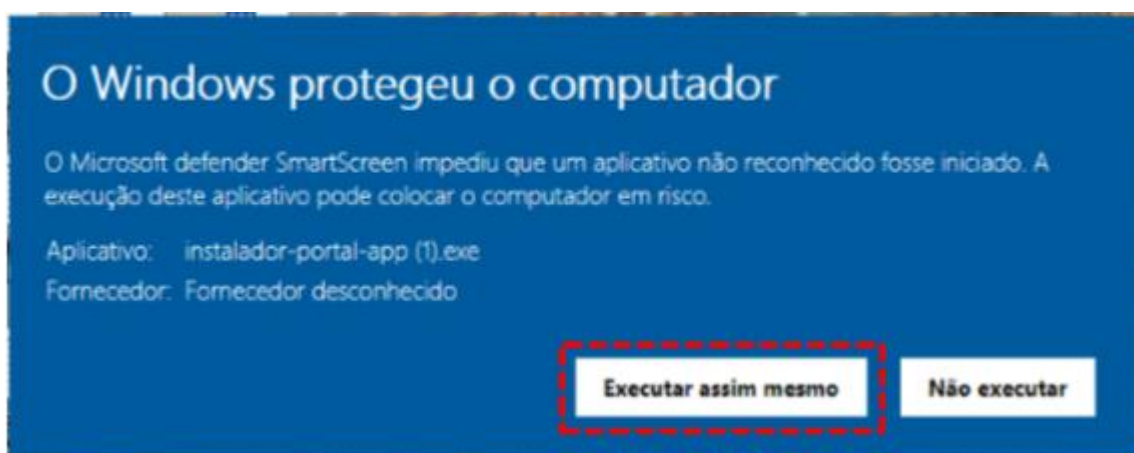 O Windows protegeu o computador
O Microsoft defender SmartScreen impediu que um aplicativo não reconhecido fosse iniciado. A
execução deste aplicativo pode colocar o computador em risco.
Aplicativo: instalador-portal-app (1).exe
Fornecedor: Fornecedor desconhecido
Executar assim mesmo Não executar